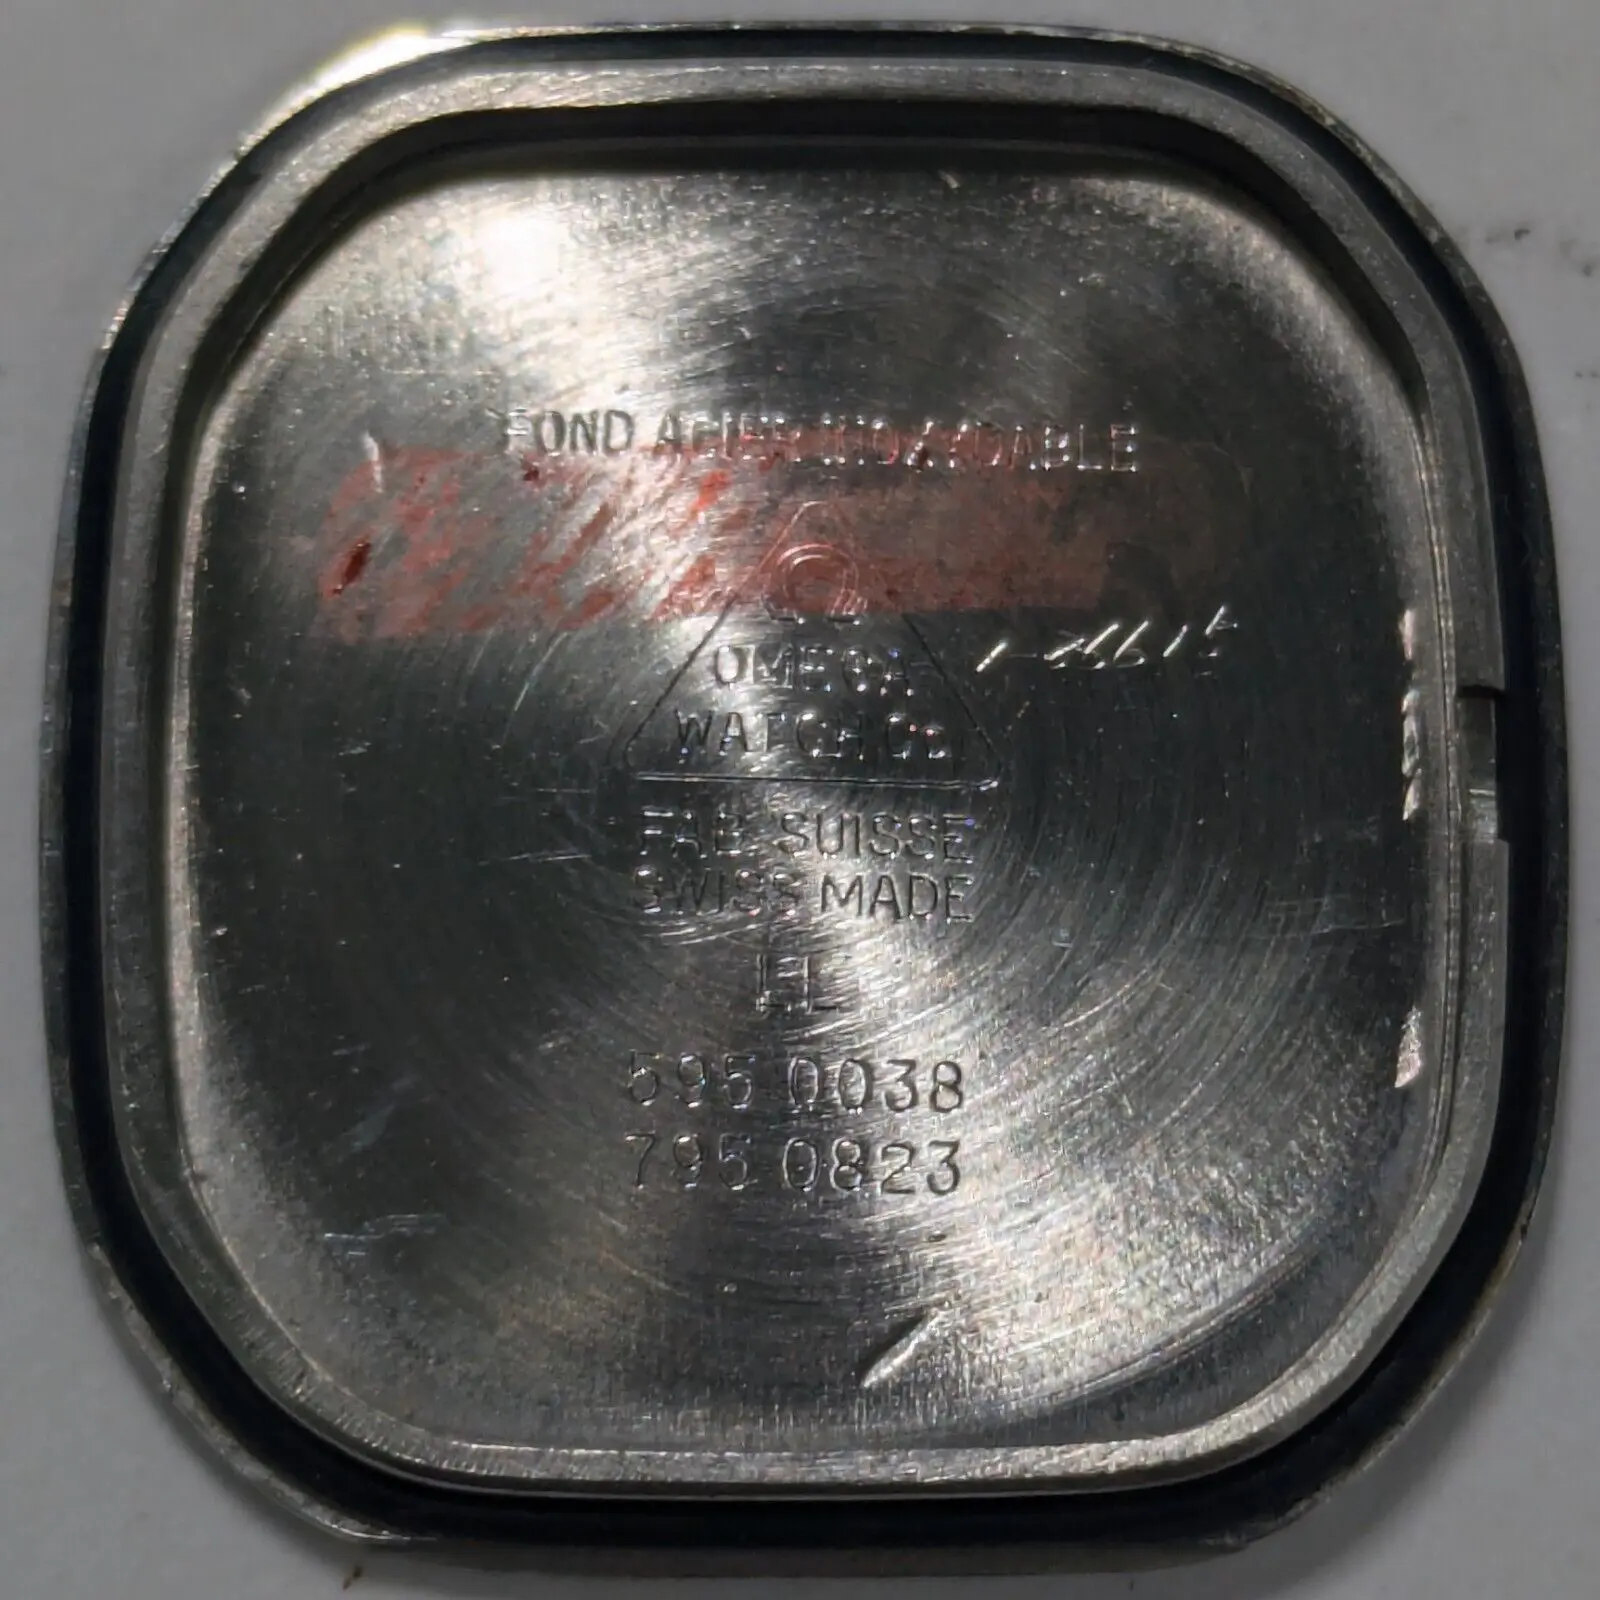 FOND ACIER INOXYDABLE
OMEGA
WATCH Co
FAB. SUISSE
SWISS MADE
595 0038
795 0823